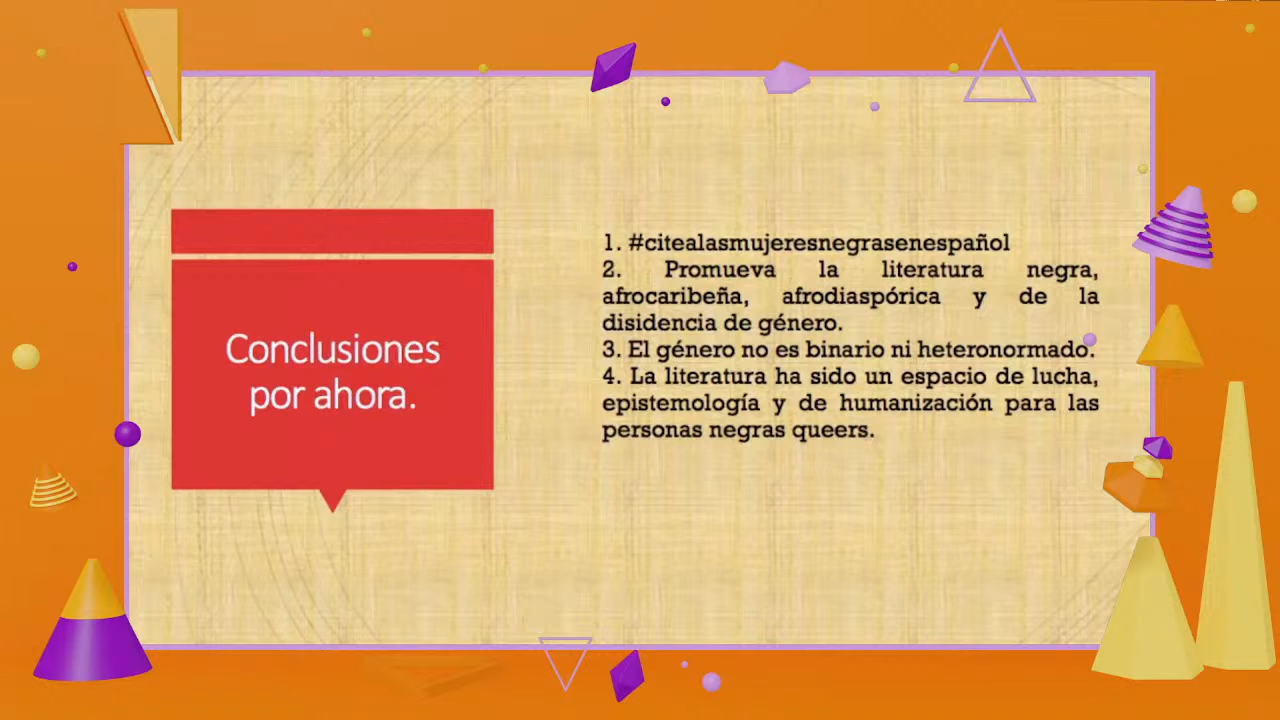 Conclusiones
por ahora.
1. #citealasmujeresnegrasenespañol
2. Promueva la literatura negra,
afrocaribeña, afrodiaspórica y de la
disidencia de género.
3. El género no es binario ni heteronormado.
4. La literatura ha sido un espacio de lucha,
epistemología y de humanización para las
personas negras queers.